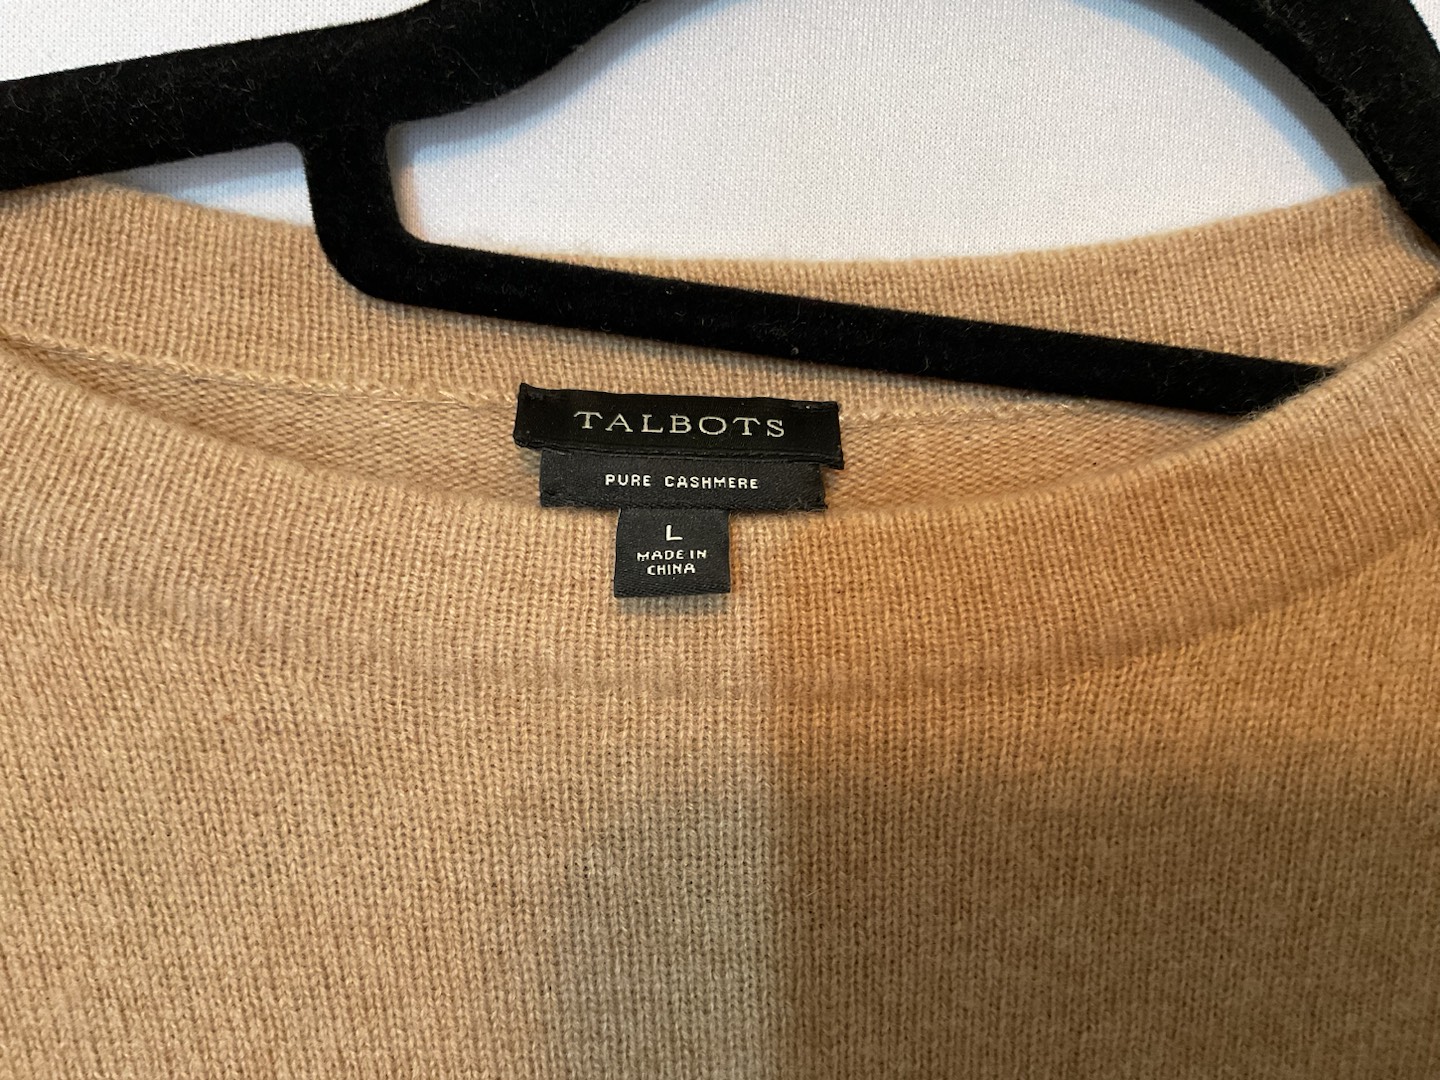 TALBOTS
PURE CASHMERE
L
MADE IN
CHINA